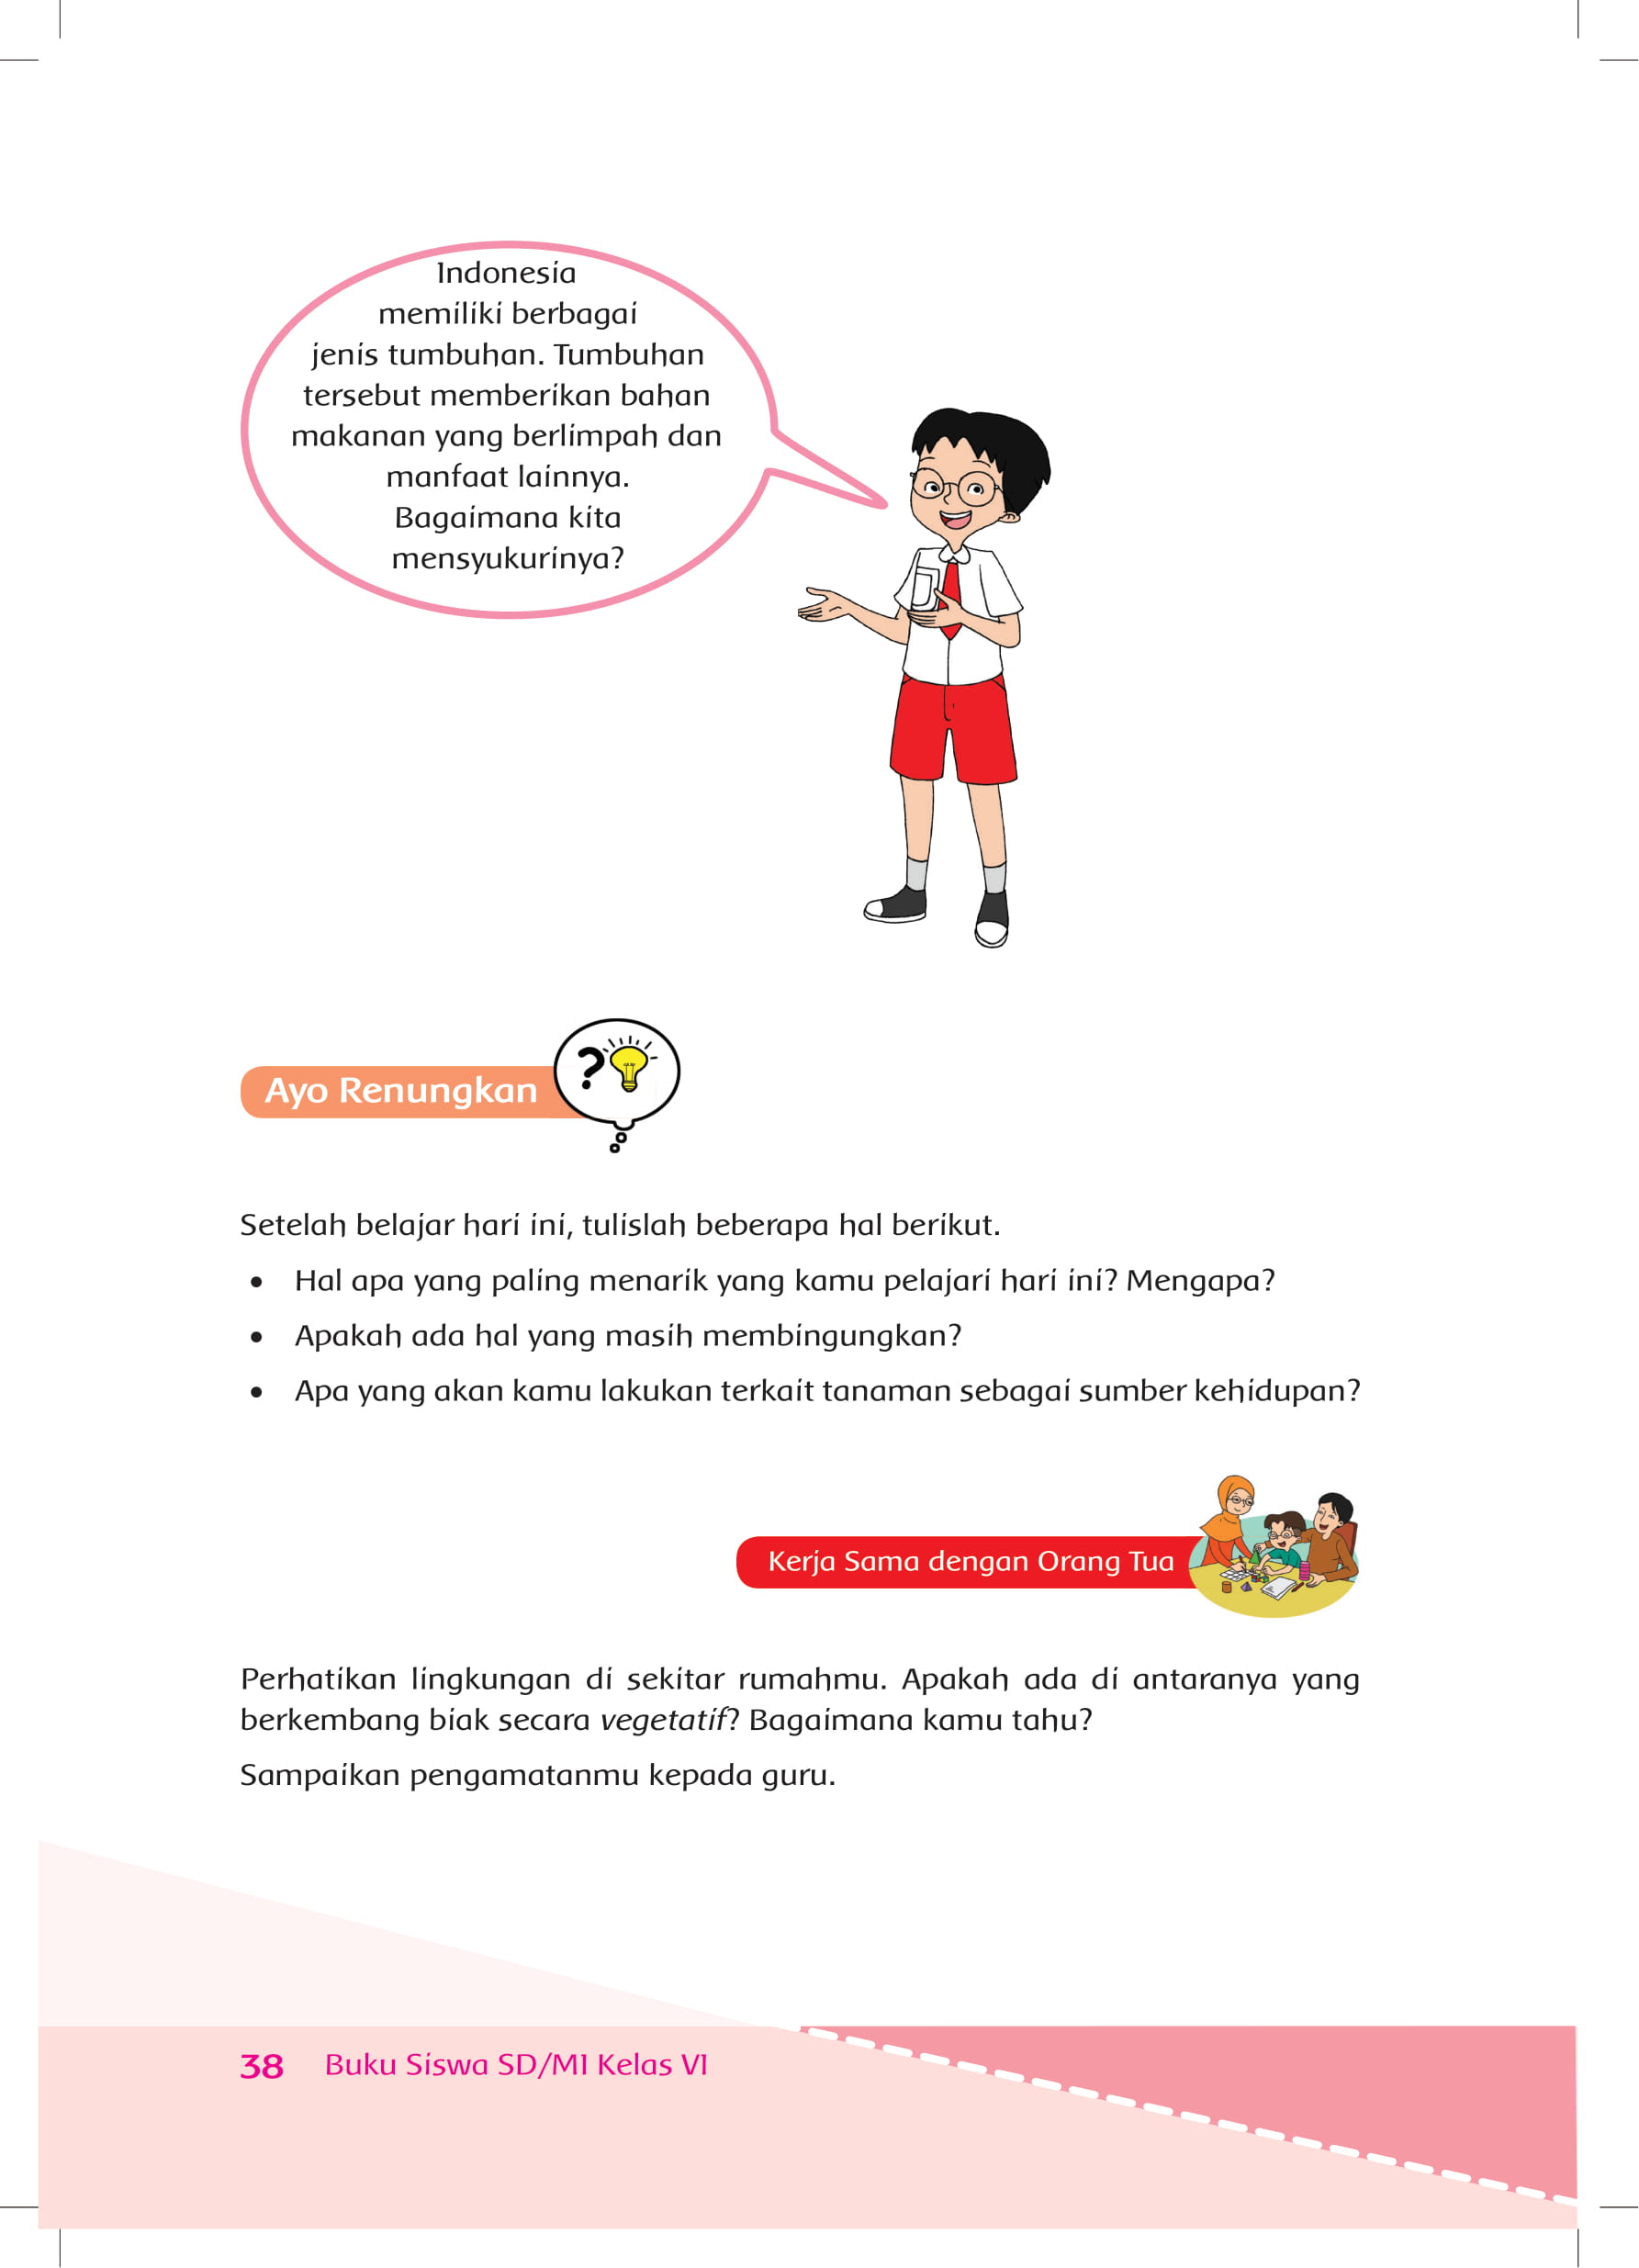 Indonesia
memiliki berbagai
jenis tumbuhan. Tumbuhan
tersebut memberikan bahan
makanan yang berlimpah dan
manfaat lainnya.
Bagaimana kita
mensyukurinya?
?
Ayo Renungkan
Setelah belajar hari ini, tulislah beberapa hal berikut.
• Hal apa yang paling menarik yang kamu pelajari hari ini? Mengapa?
• Apakah ada hal yang masih membingungkan?
• Apa yang akan kamu lakukan terkait tanaman sebagai sumber kehidupan?
Kerja Sama dengan Orang Tua
Perhatikan lingkungan di sekitar rumahmu. Apakah ada di antaranya yang
berkembang biak secara vegetatif? Bagaimana kamu tahu?
Sampaikan pengamatanmu kepada guru.
38 Buku Siswa SD/MI Kelas VI